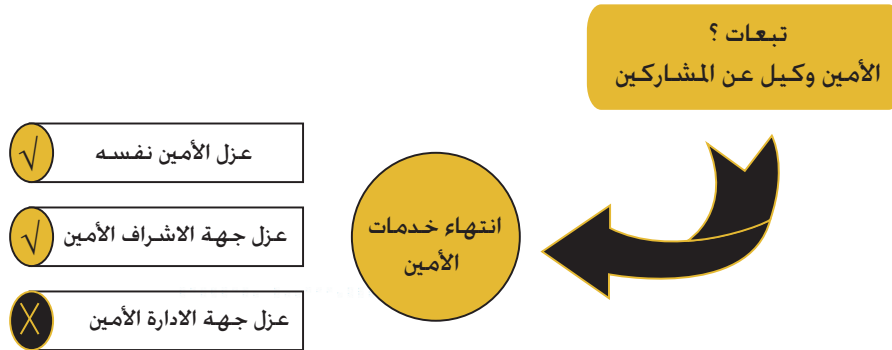 تبعات ؟
الأمين وكيل عن المشاركين
انتهاء خدمات
الأمين
عزل الأمين نفسه
√
عزل جهة الاشراف الأمين
√
عزل جهة الادارة الأمين
X